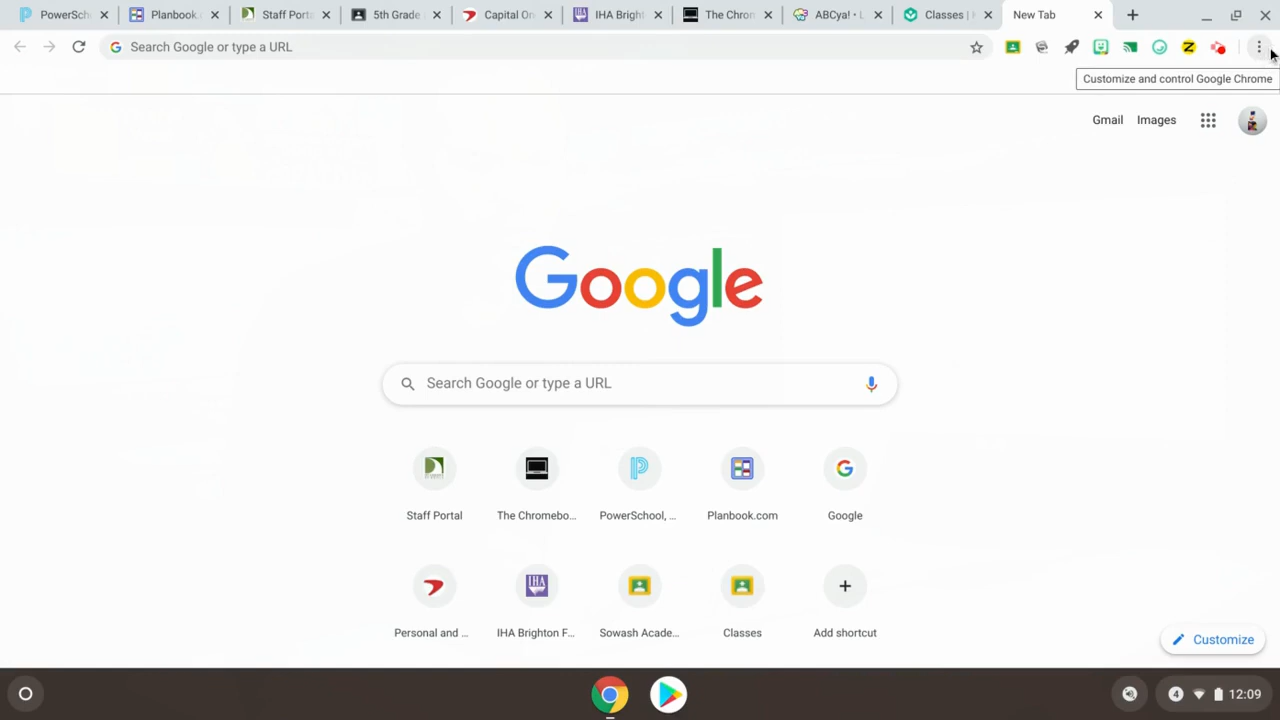 PowerSch
Planbook.c
Staff Porta
5th Grade
Capital On
IHA Bright
The Chrom
ABCya! • L
Classes |
New Tab
Search Google or type a URL
Customize and control Google Chrome
Gmail
Images
Google
Search Google or type a URL
Staff Portal
The Chromebo...
PowerSchool, ...
Planbook.com
Google
Personal and ...
IHA Brighton F...
Sowash Acade...
Classes
Add shortcut
Customize
4
12:09